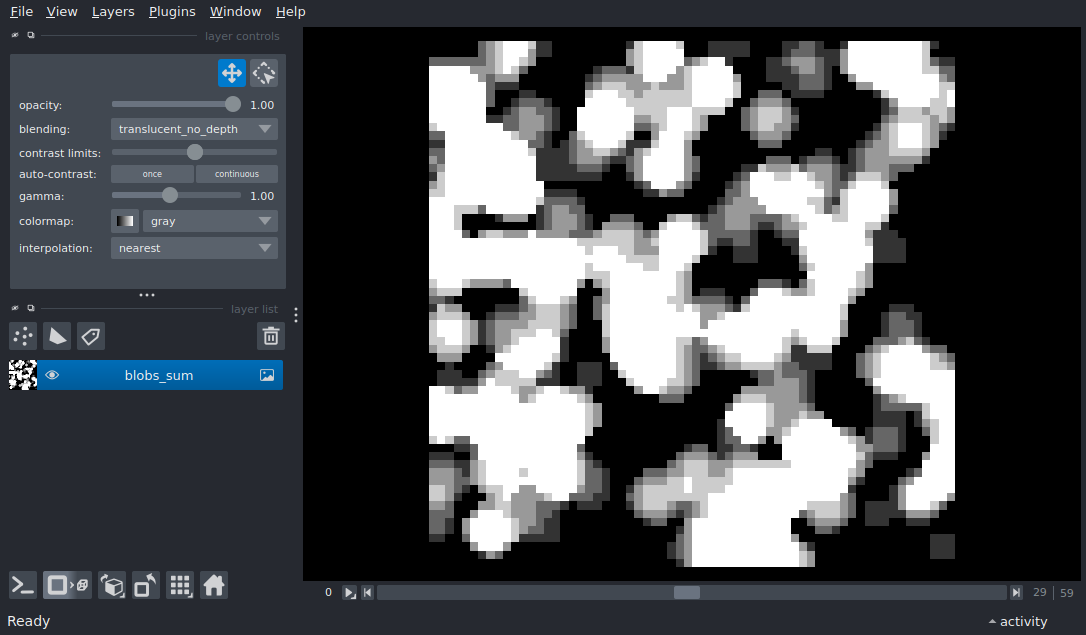 File View Layers Plugins Window Help
layer controls
opacity: 1.00
blending: translucent_no_depth
contrast limits:
auto-contrast: once continuous
gamma: 1.00
colormap: gray
interpolation: nearest
layer list
blobs_sum
0 29 59
Ready activity